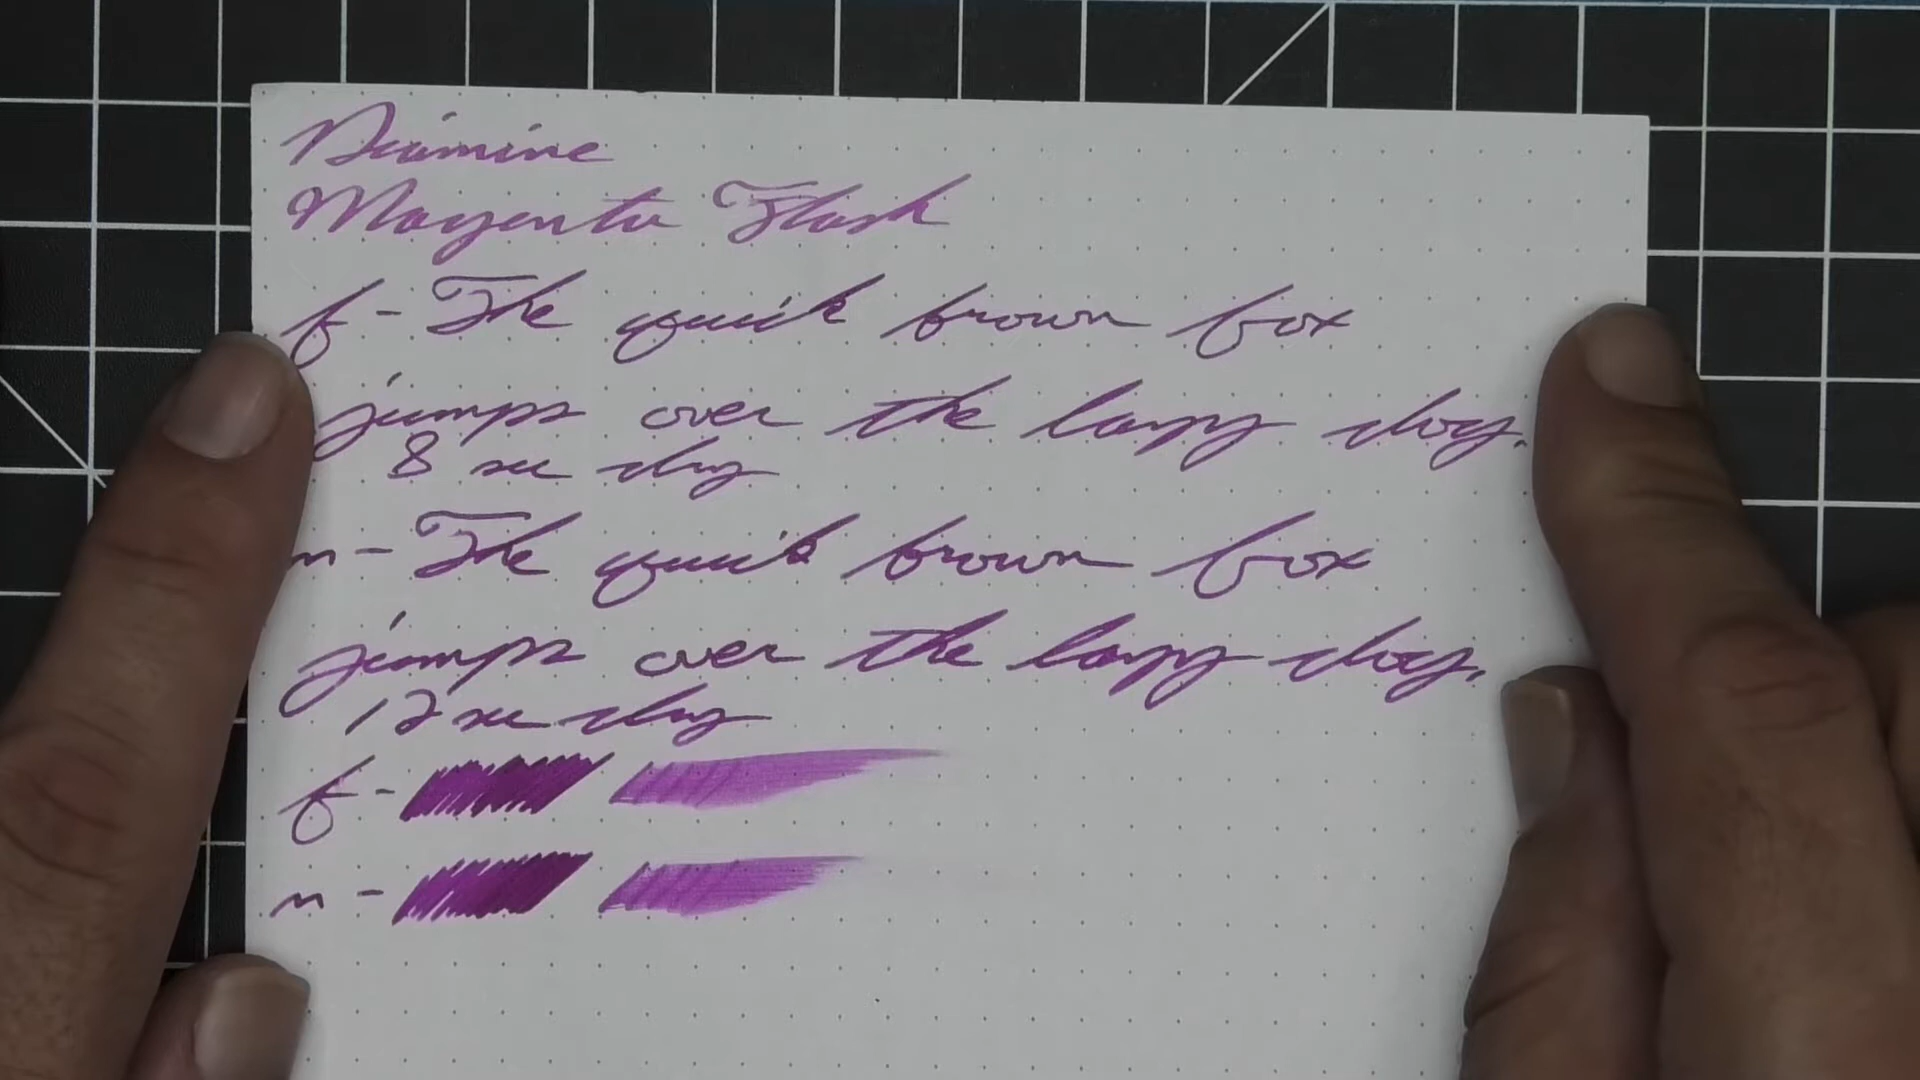 Diamine
Magenta Flash
f - The quick brown fox
jumps over the lazy dog.
8 sec dry
m - The quick brown fox
jumps over the lazy dog.
12 sec dry
f -
m -